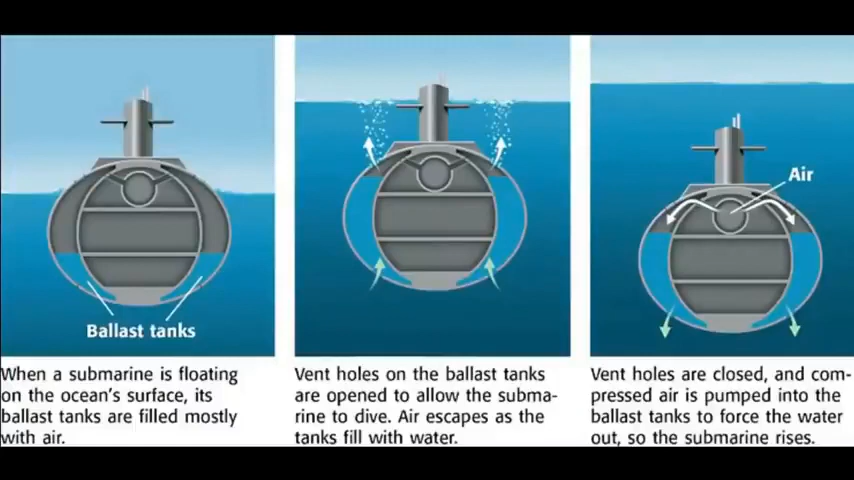 Air
Ballast tanks
When a submarine is floating
on the ocean's surface, its
ballast tanks are filled mostly
with air.
Vent holes on the ballast tanks
are opened to allow the subma-
rine to dive. Air escapes as the
tanks fill with water.
Vent holes are closed, and com-
pressed air is pumped into the
ballast tanks to force the water
out, so the submarine rises.